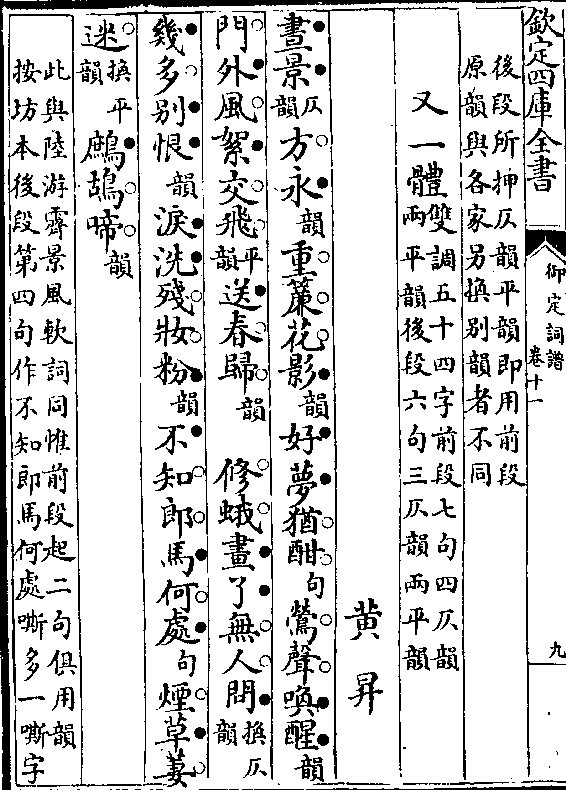 欽定四庫全書
御定詞譜
卷十一
九
後段所押仄韻平韻即用前段
原韻與各家另換別韻者不同
又一體雙調五十四字前段七句四仄韻
兩平韻後段六句三仄韻兩平韻
黃昇
晝景仄韻方永韻重簾花影韻好夢猶酣句鶯聲喚醒韻
門外風絮交飛平韻送春歸韻 修蛾畫了無人問換仄韻
幾多別恨韻淚洗殘妝粉韻不知郎馬何處句煙草萋
迷換平韻鷓鴣啼韻
此與陸游霽景風軟詞同惟前段起二句俱用韻
按坊本後段第四句作不知郎馬何處嘶多一嘶字